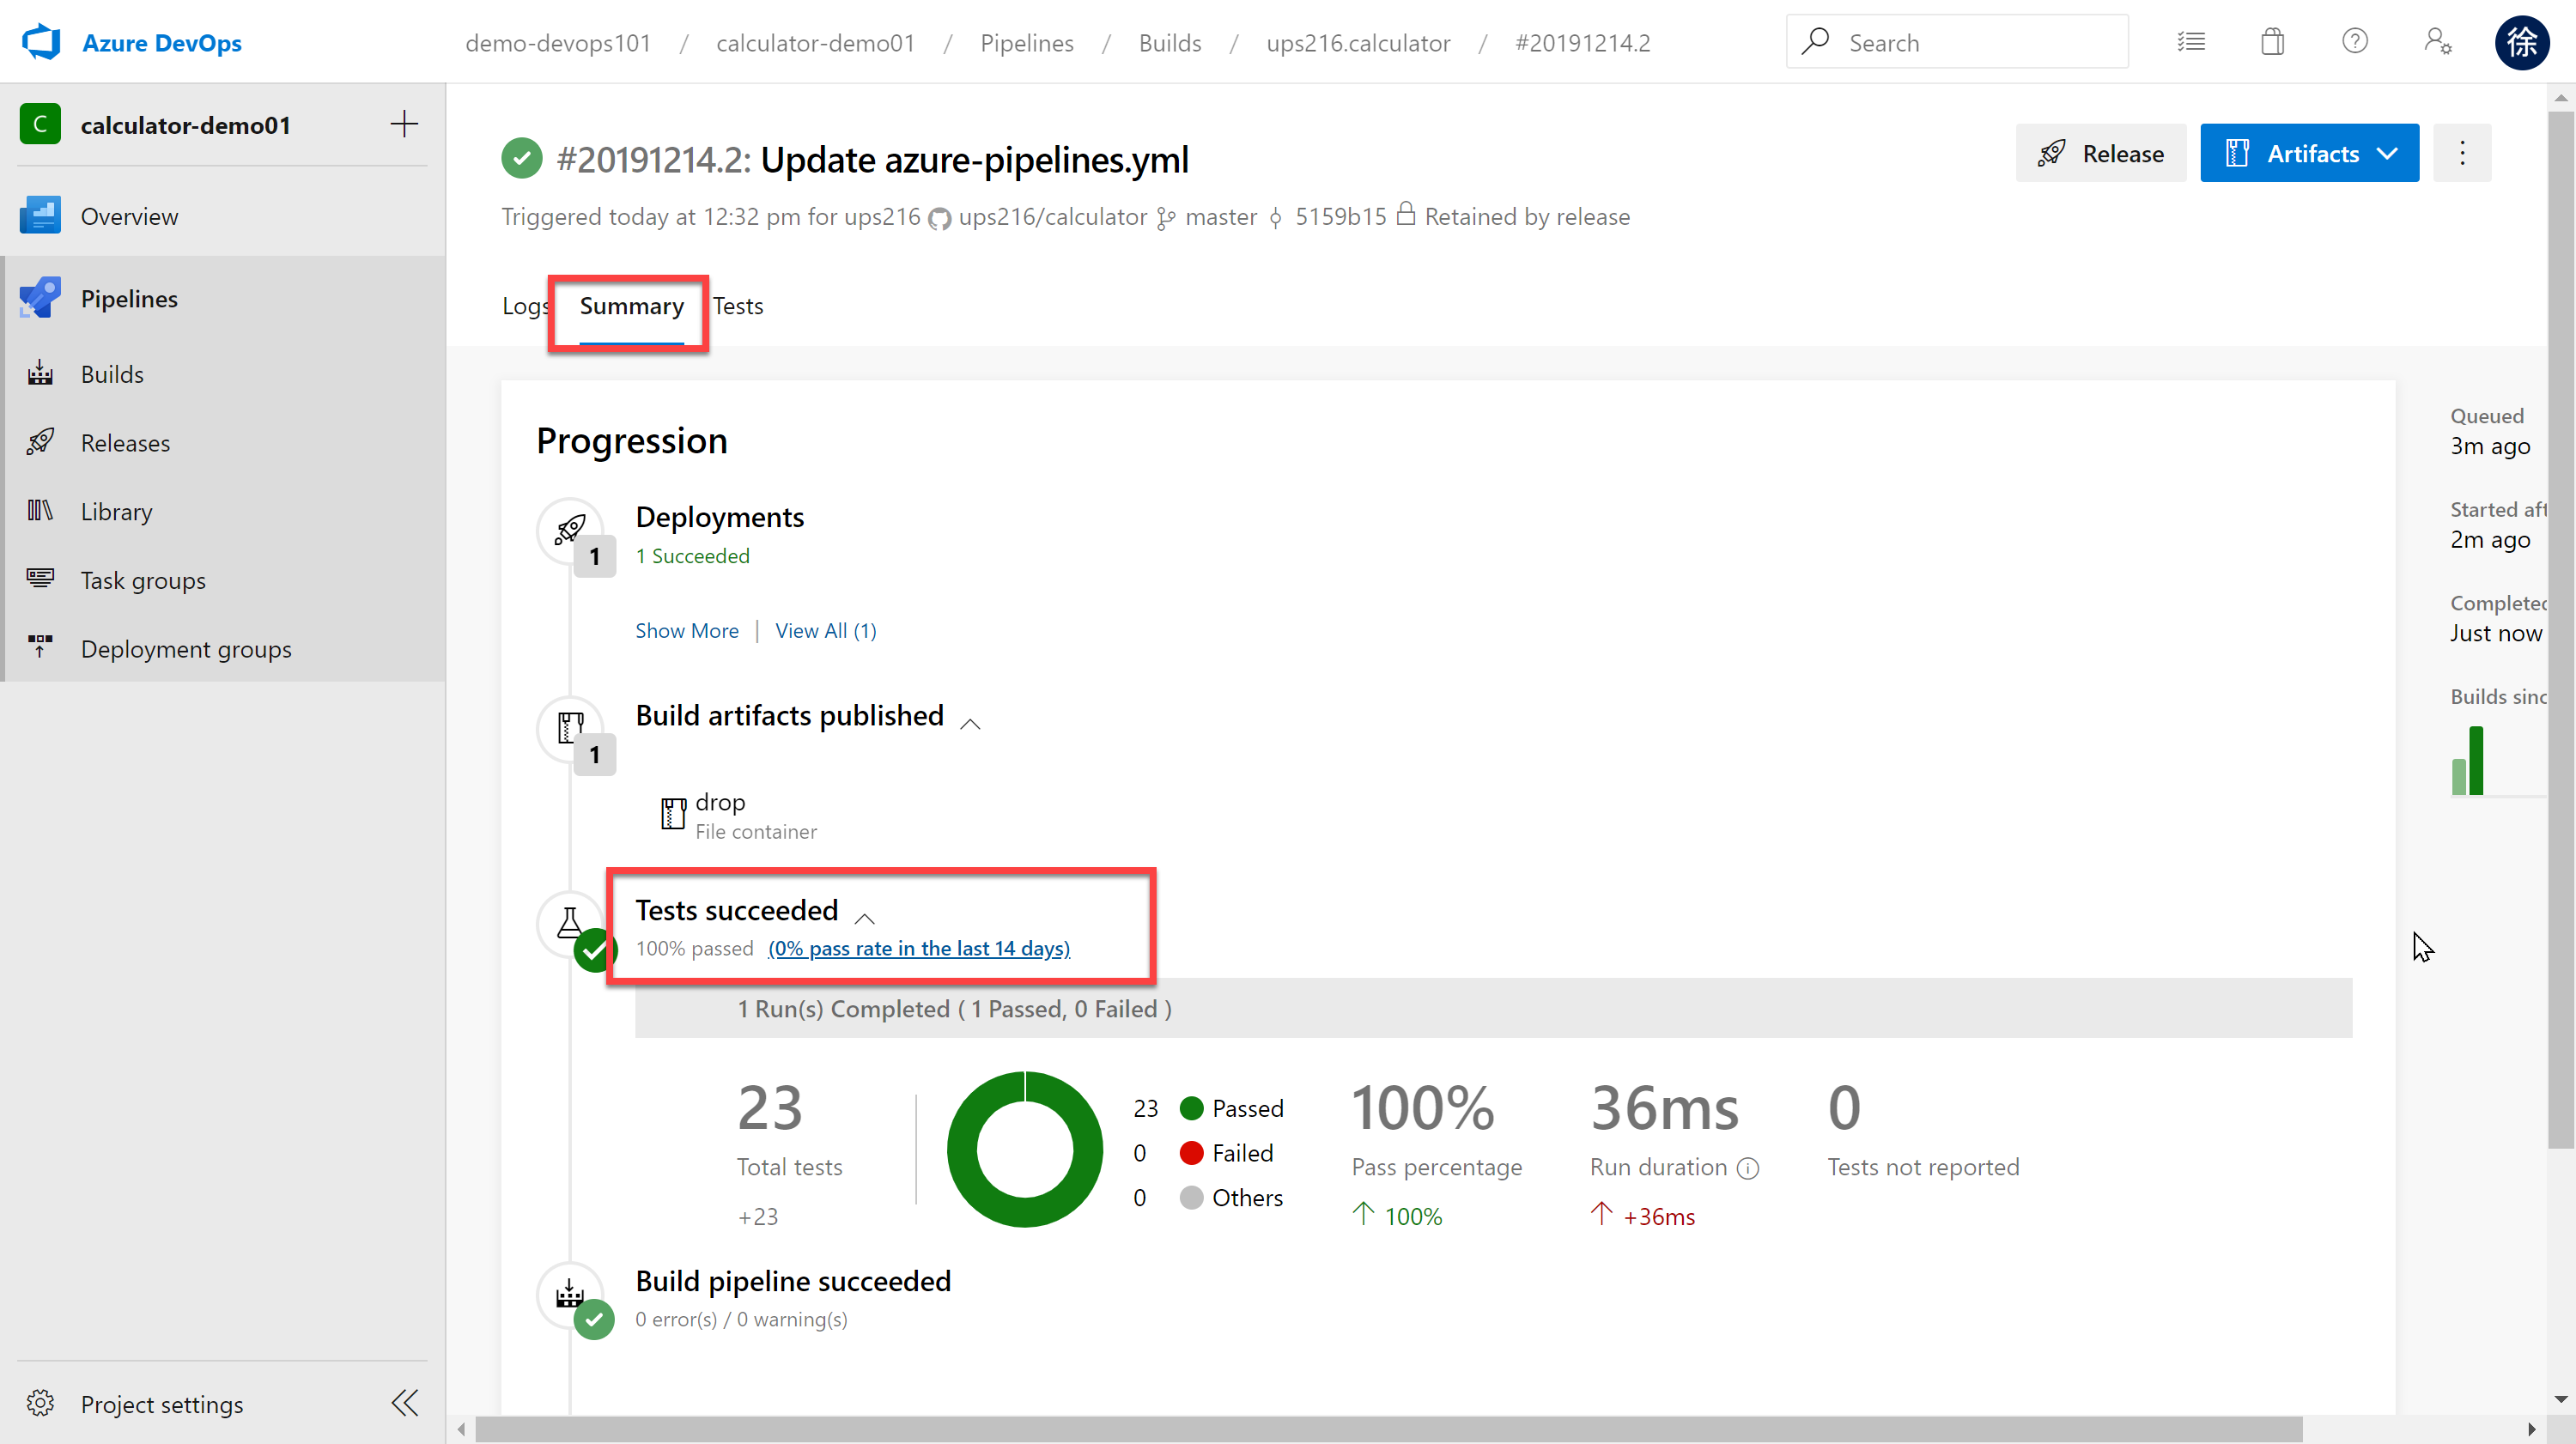 Azure DevOps
demo-devops101 / calculator-demo01 / Pipelines / Builds / ups216.calculator / #20191214.2
Search
徐
C
calculator-demo01
Overview
Pipelines
Builds
Releases
Library
Task groups
Deployment groups
Project settings
#20191214.2: Update azure-pipelines.yml
Release
Artifacts
Triggered today at 12:32 pm for ups216 ups216/calculator master 5159b15 Retained by release
Logs
Summary
Tests
Progression
Deployments
1
1 Succeeded
Show More | View All (1)
Build artifacts published
1
drop
File container
Tests succeeded
100% passed (0% pass rate in the last 14 days)
1 Run(s) Completed ( 1 Passed, 0 Failed )
23
Total tests
+23
23 Passed
0 Failed
0 Others
100%
Pass percentage
100%
36ms
Run duration
+36ms
0
Tests not reported
Build pipeline succeeded
0 error(s) / 0 warning(s)
Queued
3m ago
Started aft
2m ago
Completed
Just now
Builds sinc